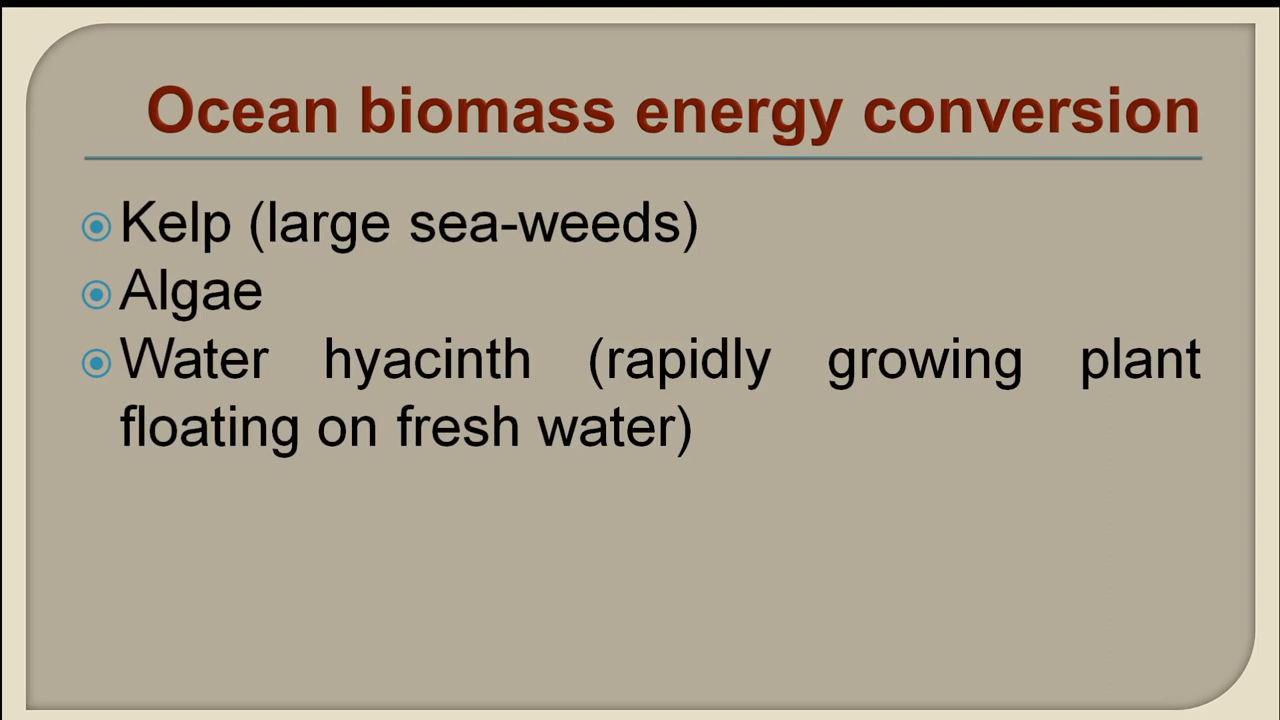 Ocean biomass energy conversion
Kelp (large sea-weeds)
Algae
Water hyacinth (rapidly growing plant
floating on fresh water)